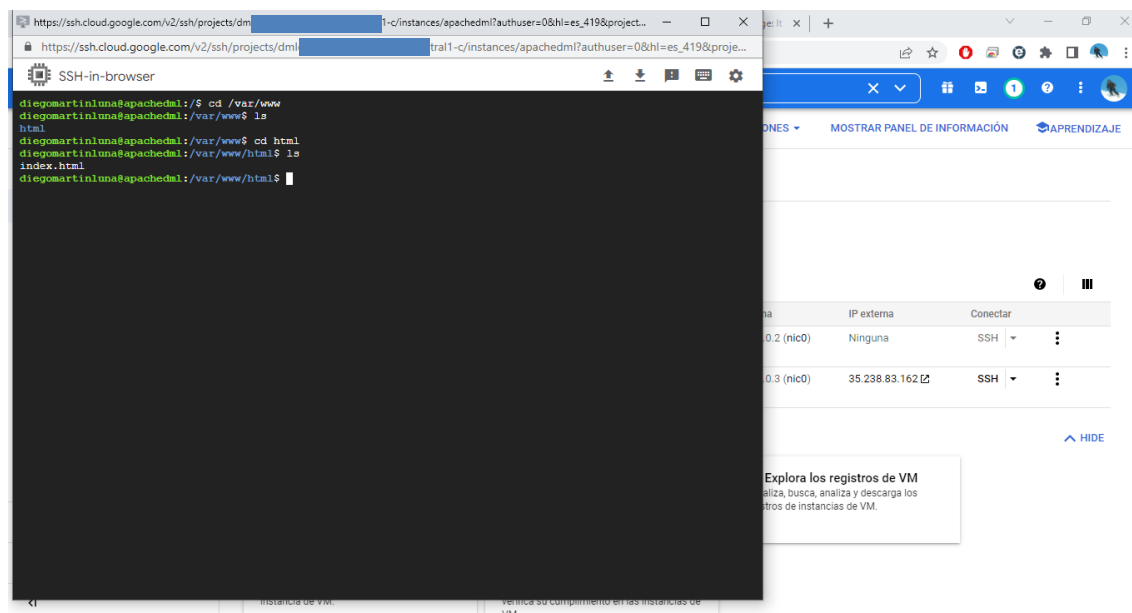 https://ssh.cloud.google.com/v2/ssh/projects/dm 1-c/instances/apachedml?authuser=0&hl=es_419&project...
https://ssh.cloud.google.com/v2/ssh/projects/dml tral1-c/instances/apachedml?authuser=0&hl=es_419&proje...
SSH-in-browser
diegomartinluna@apachedml:/$ cd /var/www
diegomartinluna@apachedml:/var/www$ ls
html
diegomartinluna@apachedml:/var/www$ cd html
diegomartinluna@apachedml:/var/www/html$ ls
index.html
diegomartinluna@apachedml:/var/www/html$
1
ONES MOSTRAR PANEL DE INFORMACIÓN APRENDIZAJE
na IP externa Conectar
.0.2 (nic0) Ninguna SSH
.0.3 (nic0) 35.238.83.162 SSH
HIDE
Explora los registros de VM
aliza, busca, analiza y descarga los
stros de instancias de VM.
instancia de VM.
verifica su cumplimiento en las instancias de
VM